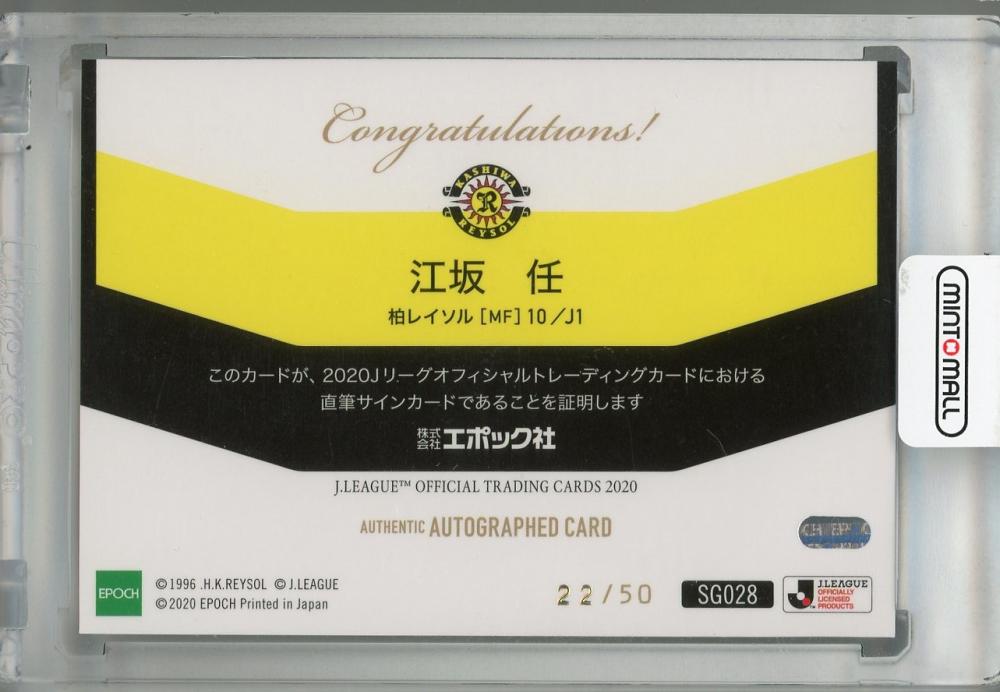 Congratulations!
KASHIWA
R
REYSOL
江坂 任
柏レイソル [MF] 10/J1
このカードが、2020Jリーグオフィシャルトレーディングカードにおける
直筆サインカードであることを証明します
株式会社エポック社
J.LEAGUE™ OFFICIAL TRADING CARDS 2020
AUTHENTIC AUTOGRAPHED CARD
EPOCH
©1996 .H.K.REYSOL ©J.LEAGUE
©2020 EPOCH Printed in Japan
22/50
SG028
J.LEAGUE
OFFICIALLY
LICENSED
PRODUCTS
MINT MALL